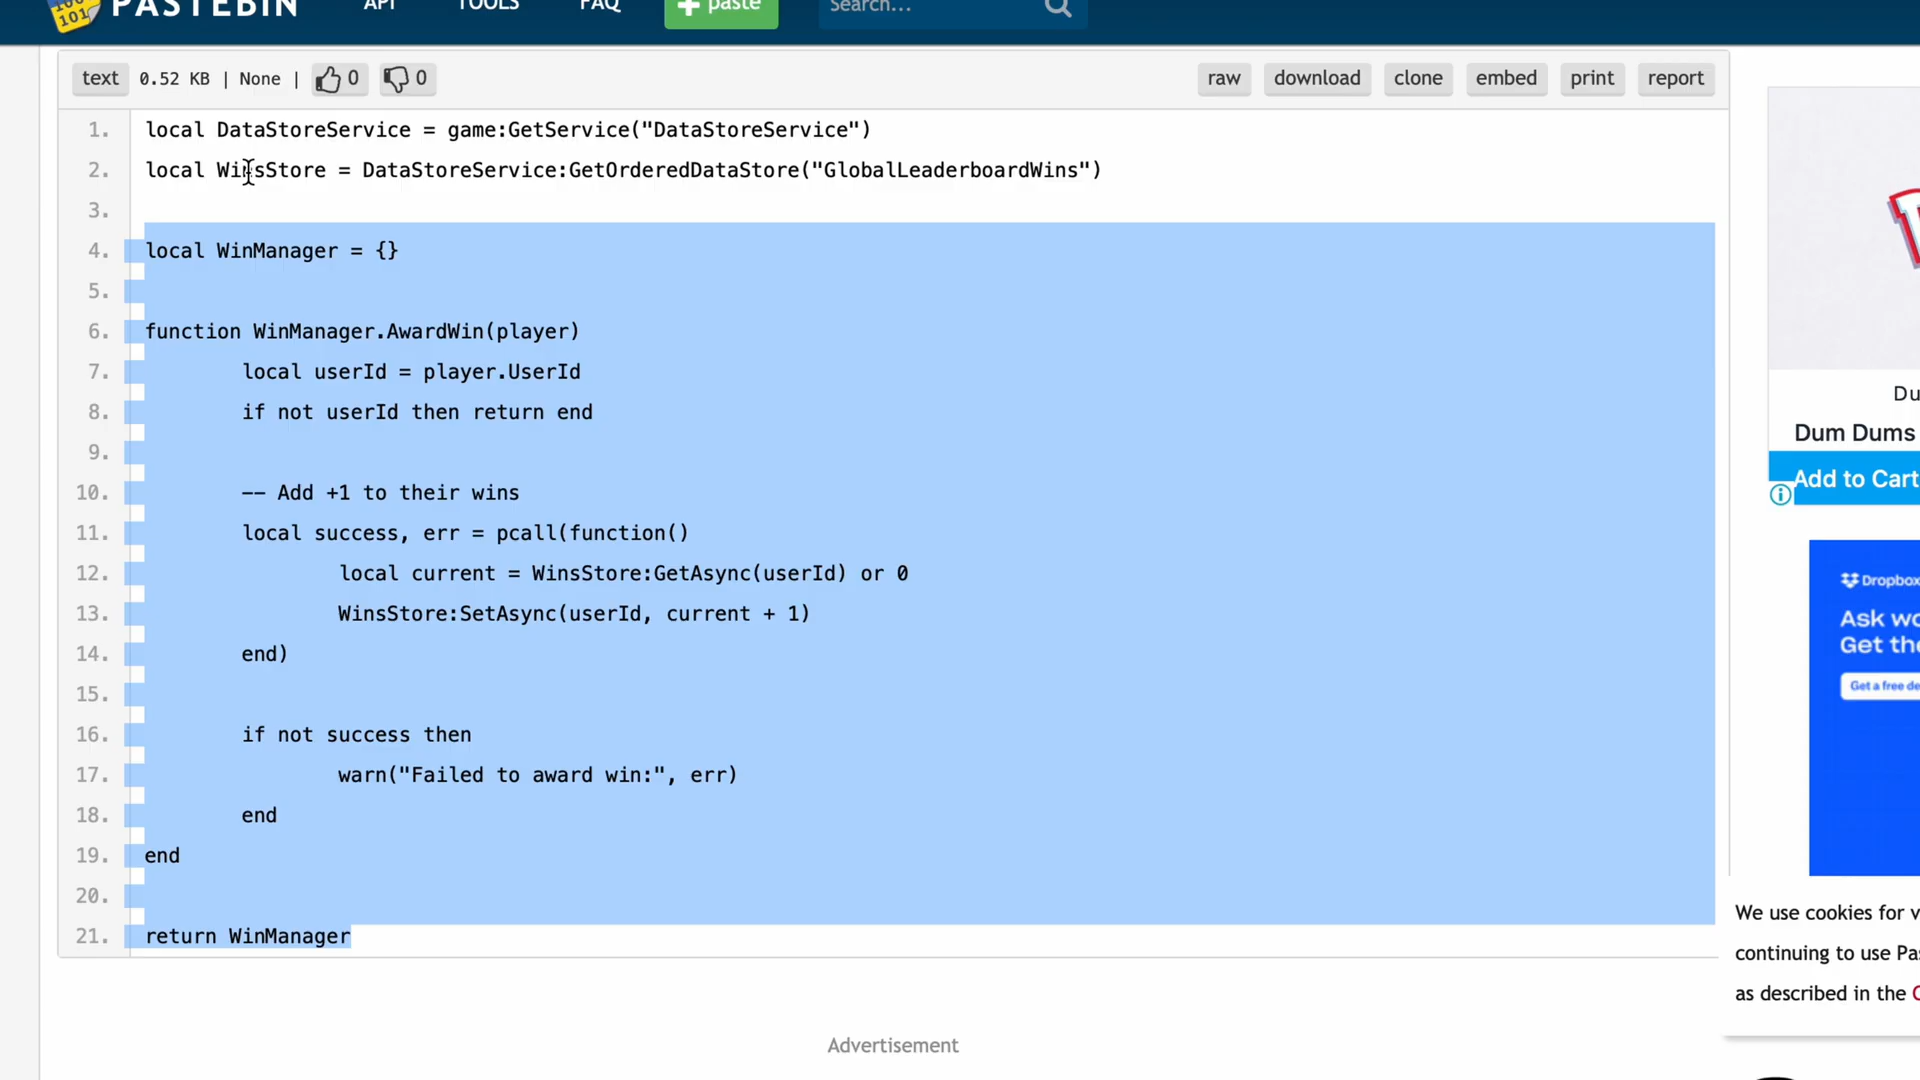 PASTEBIN API TOOLS FAQ + paste Search...
text 0.52 KB | None | 0 0 raw download clone embed print report
1. local DataStoreService = game:GetService("DataStoreService")
2. local WinsStore = DataStoreService:GetOrderedDataStore("GlobalLeaderboardWins")
3.
4. local WinManager = {}
5.
6. function WinManager.AwardWin(player)
7. local userId = player.UserId
8. if not userId then return end
9.
10. -- Add +1 to their wins
11. local success, err = pcall(function()
12. local current = WinsStore:GetAsync(userId) or 0
13. WinsStore:SetAsync(userId, current + 1)
14. end)
15.
16. if not success then
17. warn("Failed to award win:", err)
18. end
19. end
20.
21. return WinManager
Advertisement
Dum Dums
Add to Cart
Dropbox
Get a free
We use cookies for
continuing to use
as described in the